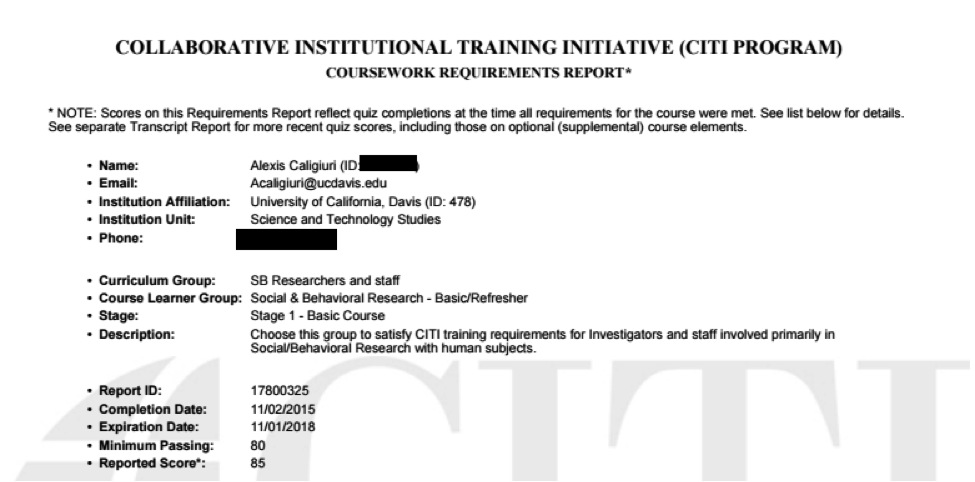 COLLABORATIVE INSTITUTIONAL TRAINING INITIATIVE (CITI PROGRAM)
COURSEWORK REQUIREMENTS REPORT*
* NOTE: Scores on this Requirements Report reflect quiz completions at the time all requirements for the course were met. See list below for details.
See separate Transcript Report for more recent quiz scores, including those on optional (supplemental) course elements.
• Name: Alexis Caligiuri (ID: )
• Email: Acaligiuri@ucdavis.edu
• Institution Affiliation: University of California, Davis (ID: 478)
• Institution Unit: Science and Technology Studies
• Phone:
• Curriculum Group: SB Researchers and staff
• Course Learner Group: Social & Behavioral Research - Basic/Refresher
• Stage: Stage 1 - Basic Course
• Description: Choose this group to satisfy CITI training requirements for Investigators and staff involved primarily in
Social/Behavioral Research with human subjects.
• Report ID: 17800325
• Completion Date: 11/02/2015
• Expiration Date: 11/01/2018
• Minimum Passing: 80
• Reported Score*: 85
CITI